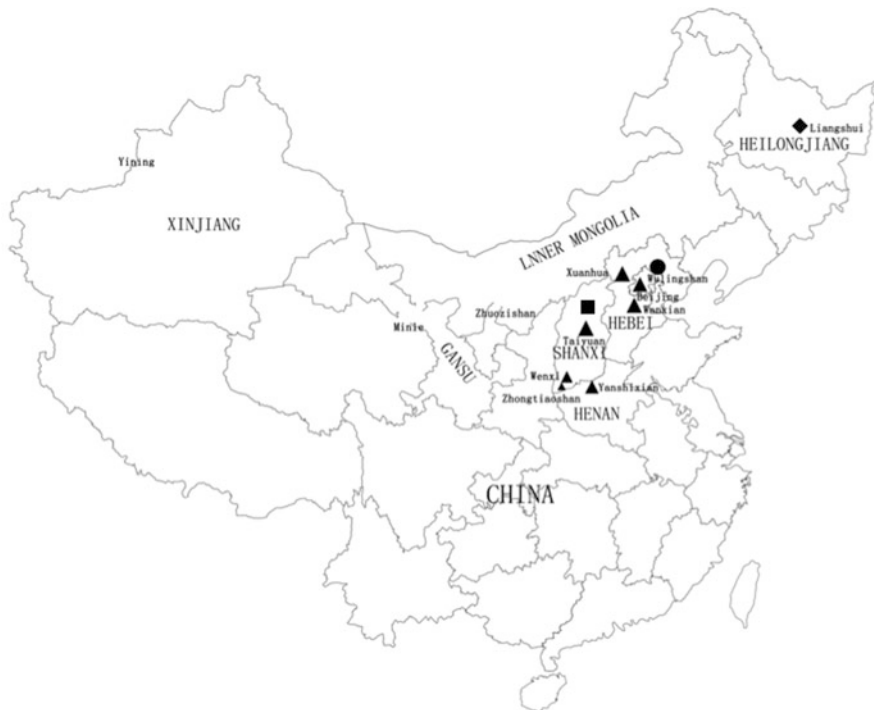 Liangshui
HEILONGJIANG
Yining
XINJIANG
LNNER MONGOLIA
Xuanhua
Wulingshan
Beijing
Wanxian
Zhuozishan
HEBEI
Minle
Taiyuan
SHANXI
GANSU
Wenxi
Yanshixian
Zhongtiaoshan
HENAN
CHINA